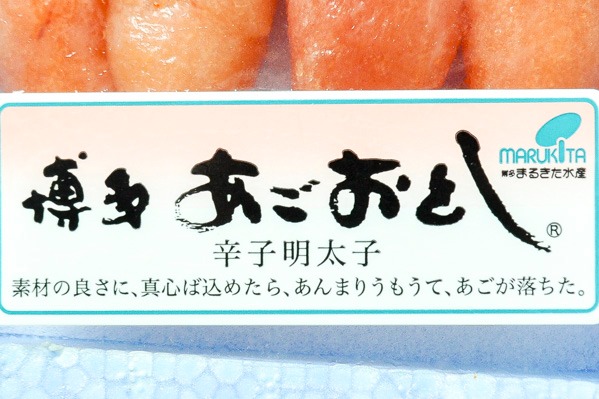 博多 あごおとし®
MARUKITA
博多まるきた水産
辛子明太子
素材の良さに、真心ば込めたら、あんまりうもうて、あごが落ちた。